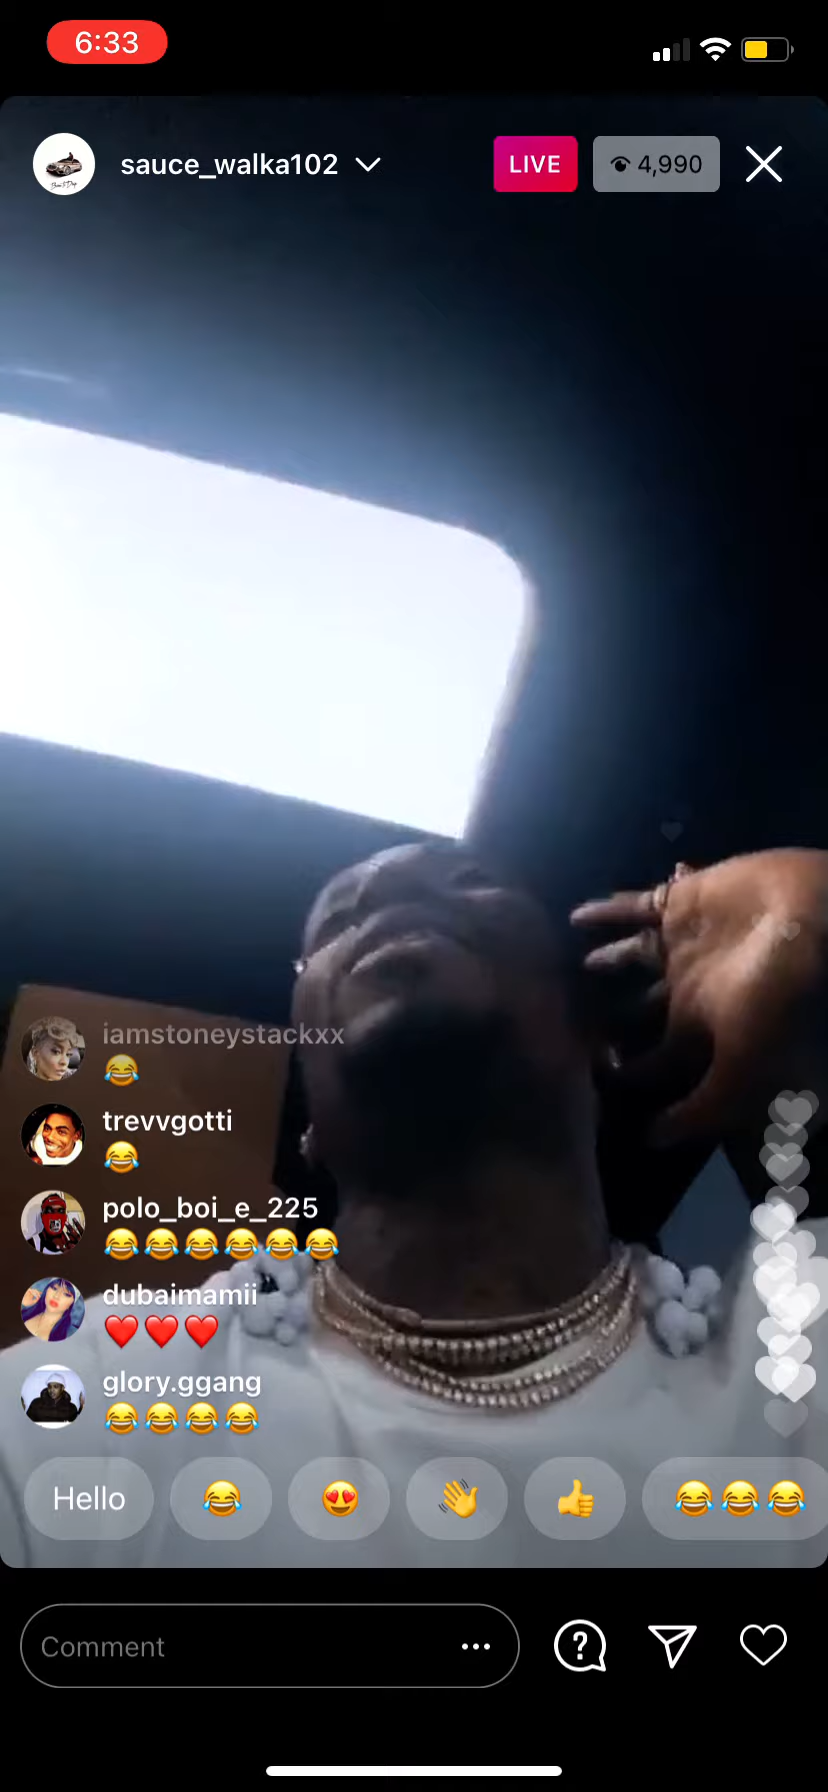 6:33
sauce_walka102
LIVE
4,990
iamstoneystackxx
😂
trevvgotti
😂
polo_boi_e_225
😂😂😂😂😂😂
dubaimamii
❤️❤️❤️
glory.ggang
😂😂😂😂
Hello 😂 😍 👋 👍 😂😂😂
Comment